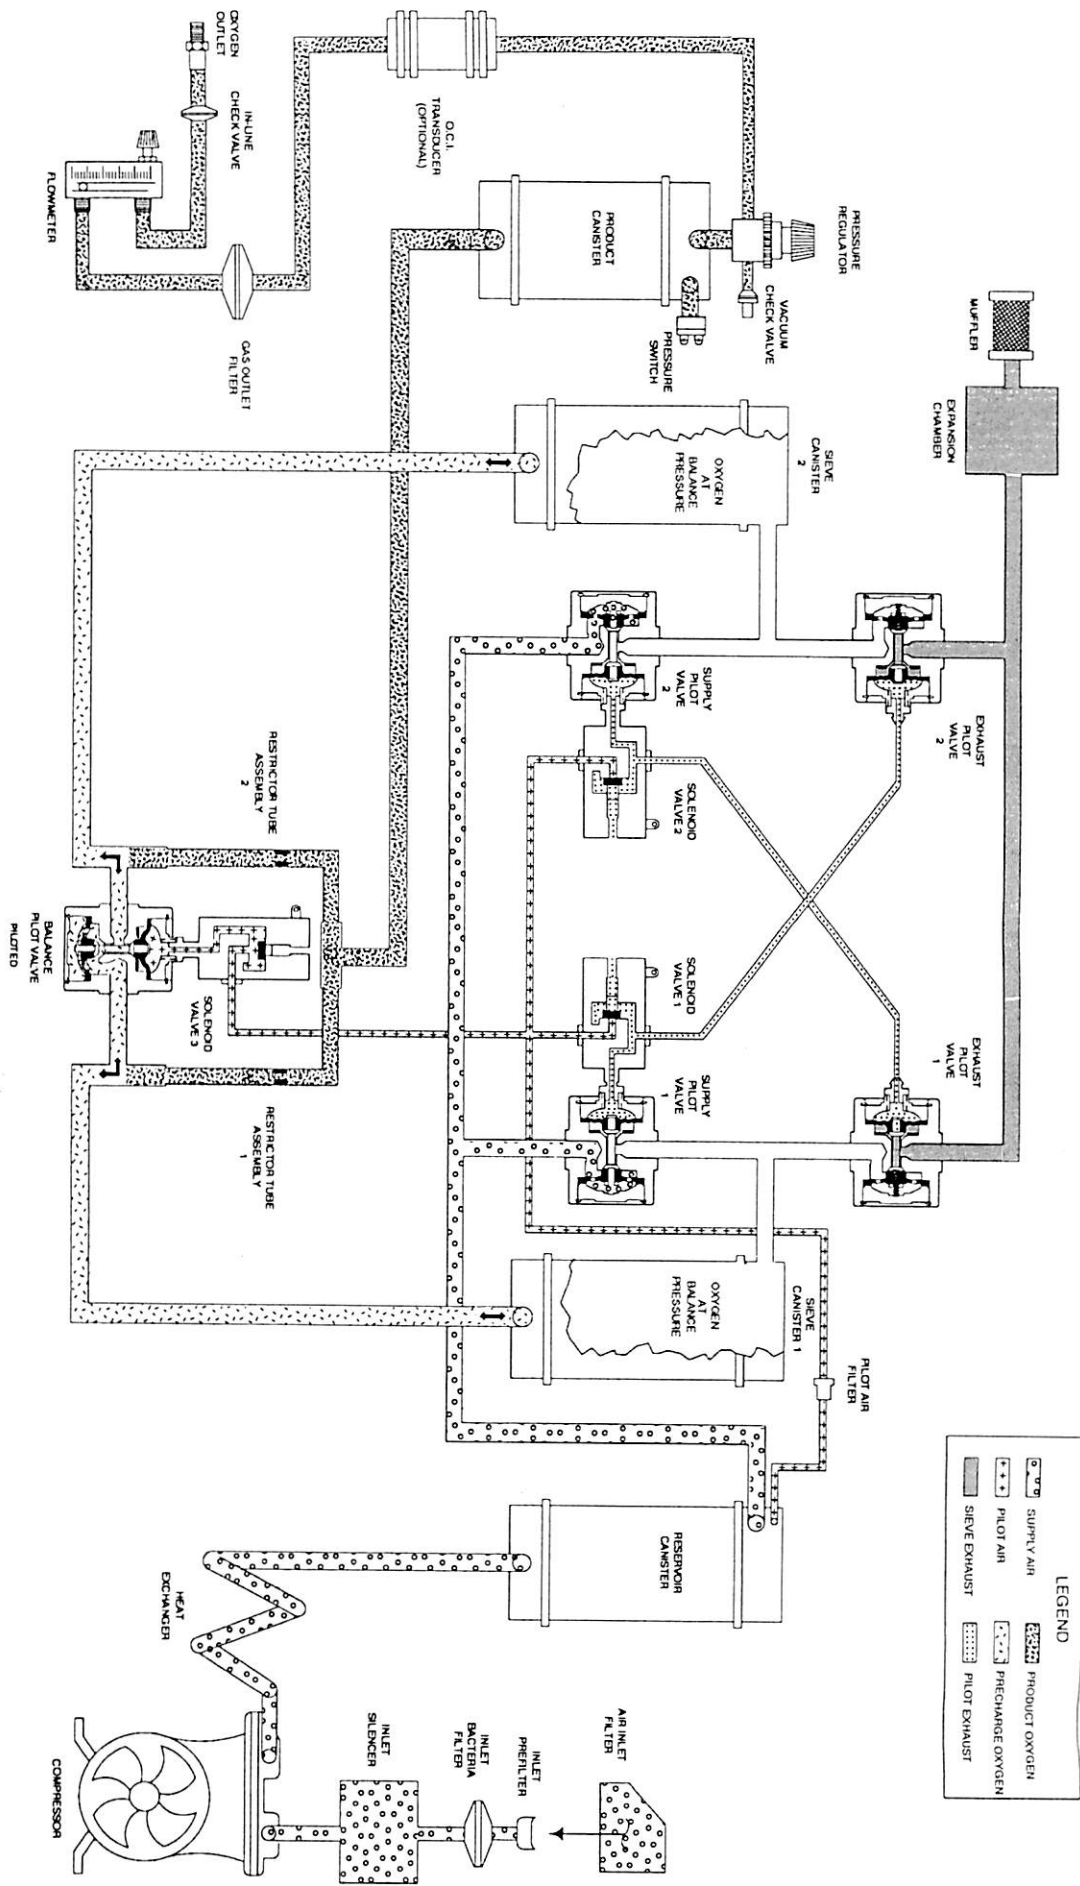 OXYGEN
OUTLET
IN-LINE
CHECK VALVE
FLOWMETER
O.C.I.
TRANSDUCER
(OPTIONAL)
GAS OUTLET
FILTER
PRODUCT
CANISTER
PRESSURE
REGULATOR
VACUUM
CHECK VALVE
PRESSURE
SWITCH
MUFFLER
EXPANSION
CHAMBER
SIEVE
CANISTER
2
OXYGEN
AT
BALANCE
PRESSURE
SUPPLY
PILOT
VALVE
2
EXHAUST
PILOT
VALVE
2
SOLENOID
VALVE 2
RESTRICTOR TUBE
ASSEMBLY
2
BALANCE
PILOT VALVE
PILOTED
SOLENOID
VALVE 3
SOLENOID
VALVE 1
SUPPLY
PILOT
VALVE
1
EXHAUST
PILOT
VALVE
1
RESTRICTOR TUBE
ASSEMBLY
1
OXYGEN
AT
BALANCE
PRESSURE
SIEVE
CANISTER 1
PILOT AIR
FILTER
RESERVOIR
CANISTER
HEAT
EXCHANGER
COMPRESSOR
INLET
SILENCER
INLET
BACTERIA
FILTER
INLET
PREFILTER
AIR INLET
FILTER
LEGEND
SUPPLY AIR
PRODUCT OXYGEN
PILOT AIR
PRECHARGE OXYGEN
SIEVE EXHAUST
PILOT EXHAUST